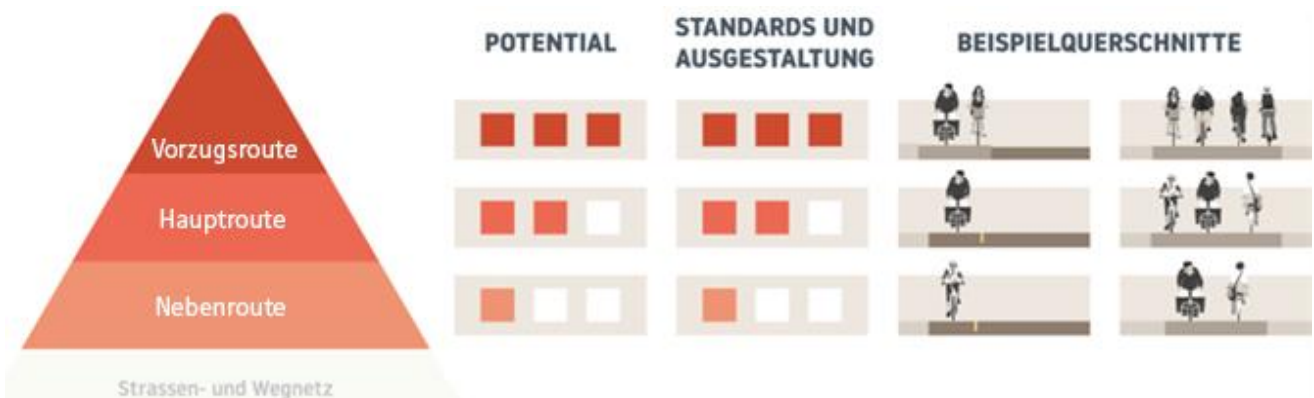 POTENTIAL
STANDARDS UND
AUSGESTALTUNG
BEISPIELQUERSCHNITTE
Vorzugsroute
Hauptroute
Nebenroute
Strassen- und Wegnetz